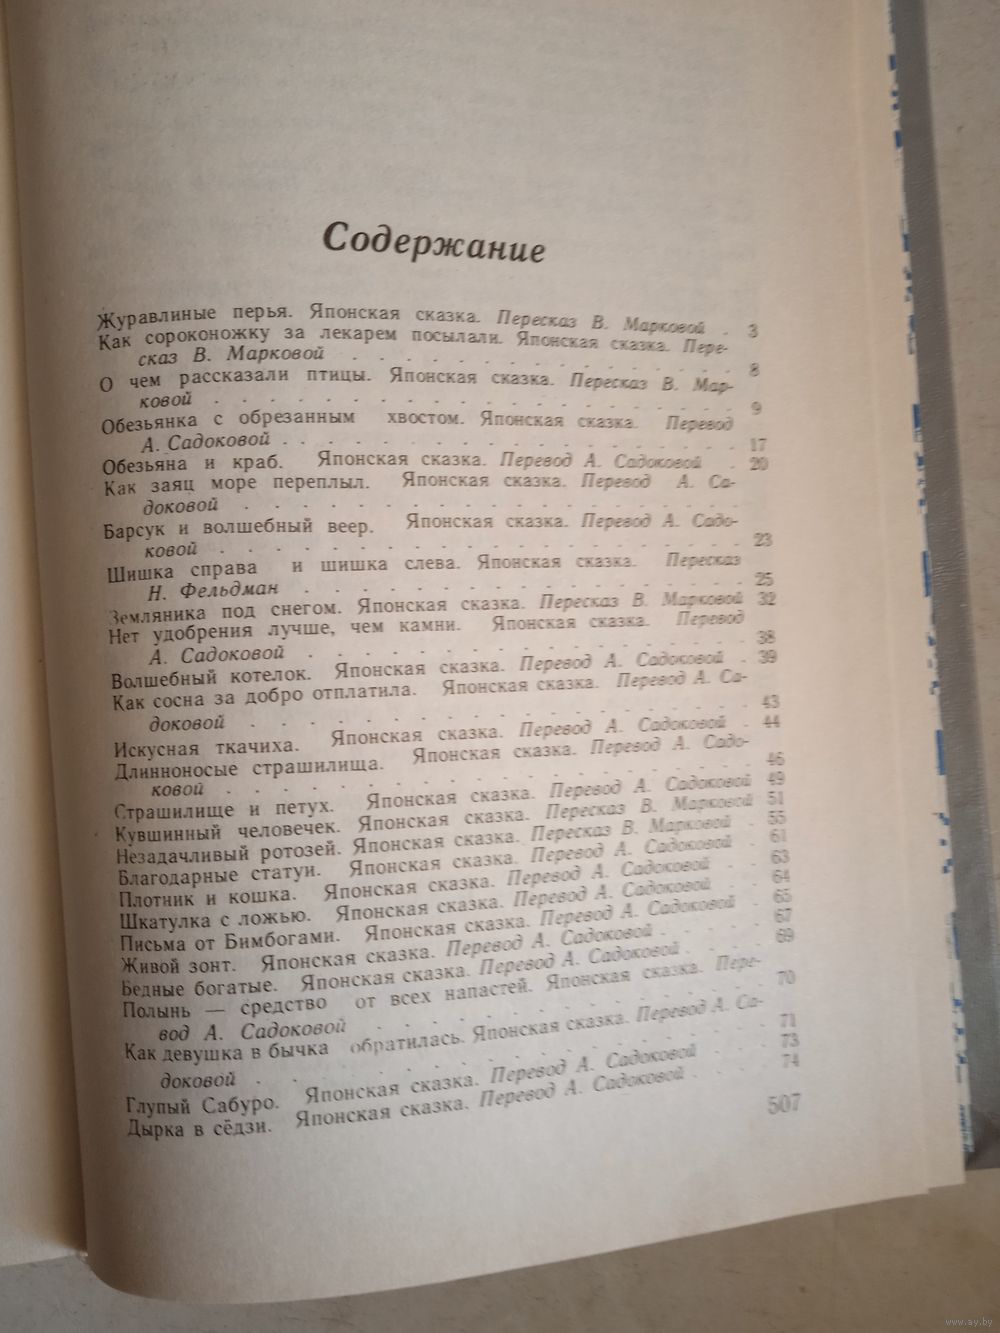 Содержание
Журавлиные перья. Японская сказка. Пересказ В. Марковой . 3
Как сороконожку за лекарем посылали. Японская сказка. Пере-
сказ В. Марковой . . . . . . . . . . . . . . . 8
О чем рассказали птицы. Японская сказка. Пересказ В. Мар-
ковой . . . . . . . . . . . . . . . . . . . . 9
Обезьянка с обрезанным хвостом. Японская сказка. Перевод
А. Садоковой . . . . . . . . . . . . . . . . . 17
Обезьяна и краб. Японская сказка. Перевод А. Садоковой . 20
Как заяц море переплыл. Японская сказка. Перевод А. Са-
доковой . . . . . . . . . . . . . . . . . . .
Барсук и волшебный веер. Японская сказка. Перевод А. Садо-
ковой . . . . . . . . . . . . . . . . . . . . 23
Шишка справа и шишка слева. Японская сказка. Пересказ
Н. Фельдман . . . . . . . . . . . . . . . . . 25
Земляника под снегом. Японская сказка. Пересказ В. Марковой 32
Нет удобрения лучше, чем камни. Японская сказка. Перевод
А. Садоковой . . . . . . . . . . . . . . . . . 38
Волшебный котелок. Японская сказка. Перевод А. Садоковой . 39
Как сосна за добро отплатила. Японская сказка. Перевод А. Са-
доковой . . . . . . . . . . . . . . . . . . . 43
Искусная ткачиха. Японская сказка. Перевод А. Садоковой . 44
Длинноносые страшилища. Японская сказка. Перевод А. Садо-
ковой . . . . . . . . . . . . . . . . . . . . 46
Страшилище и петух. Японская сказка. Перевод А. Садоковой 49
Кувшинный человечек. Японская сказка. Пересказ В. Марковой 51
Незадачливый ротозей. Японская сказка. Пересказ В. Марковой . 55
Благодарные статуи. Японская сказка. Перевод А. Садоковой . 61
Плотник и кошка. Японская сказка. Перевод А. Садоковой . . 63
Шкатулка с ложью. Японская сказка. Перевод А. Садоковой . . 64
Письма от Бимбогами. Японская сказка. Перевод А. Садоковой . 65
Живой зонт. Японская сказка. Перевод А. Садоковой . . . . 67
Бедные богатые. Японская сказка. Перевод А. Садоковой . . . 69
Полынь — средство от всех напастей. Японская сказка. Пере-
вод А. Садоковой . . . . . . . . . . . . . . . 70
Как девушка в бычка обратилась. Японская сказка. Перевод А. Са-
доковой . . . . . . . . . . . . . . . . . . . 71
Глупый Сабуро. Японская сказка. Перевод А. Садоковой . . . 73
Дырка в сёдзи. Японская сказка. Перевод А. Садоковой . . . . 74
507
www.ay.by